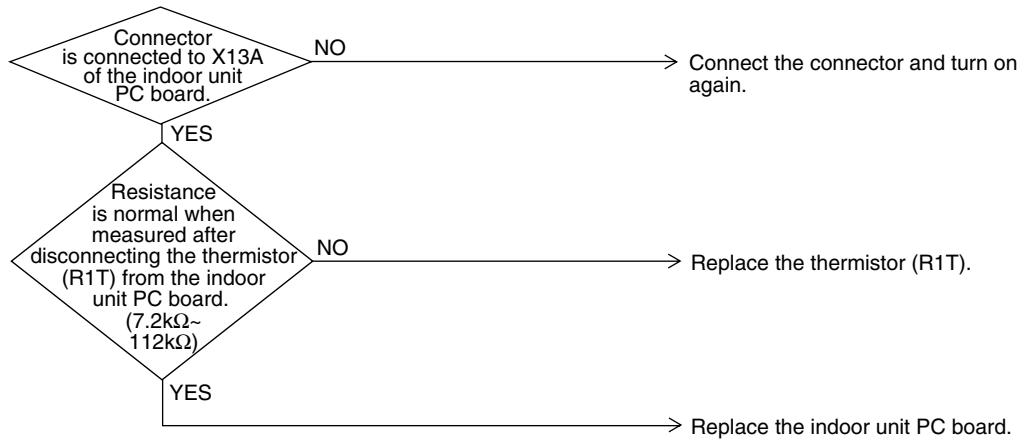 Connector
is connected to X13A
of the indoor unit
PC board.
NO
Connect the connector and turn on
again.
YES
Resistance
is normal when
measured after
disconnecting the thermistor
(R1T) from the indoor
unit PC board.
(7.2kΩ~
112kΩ)
NO
Replace the thermistor (R1T).
YES
Replace the indoor unit PC board.